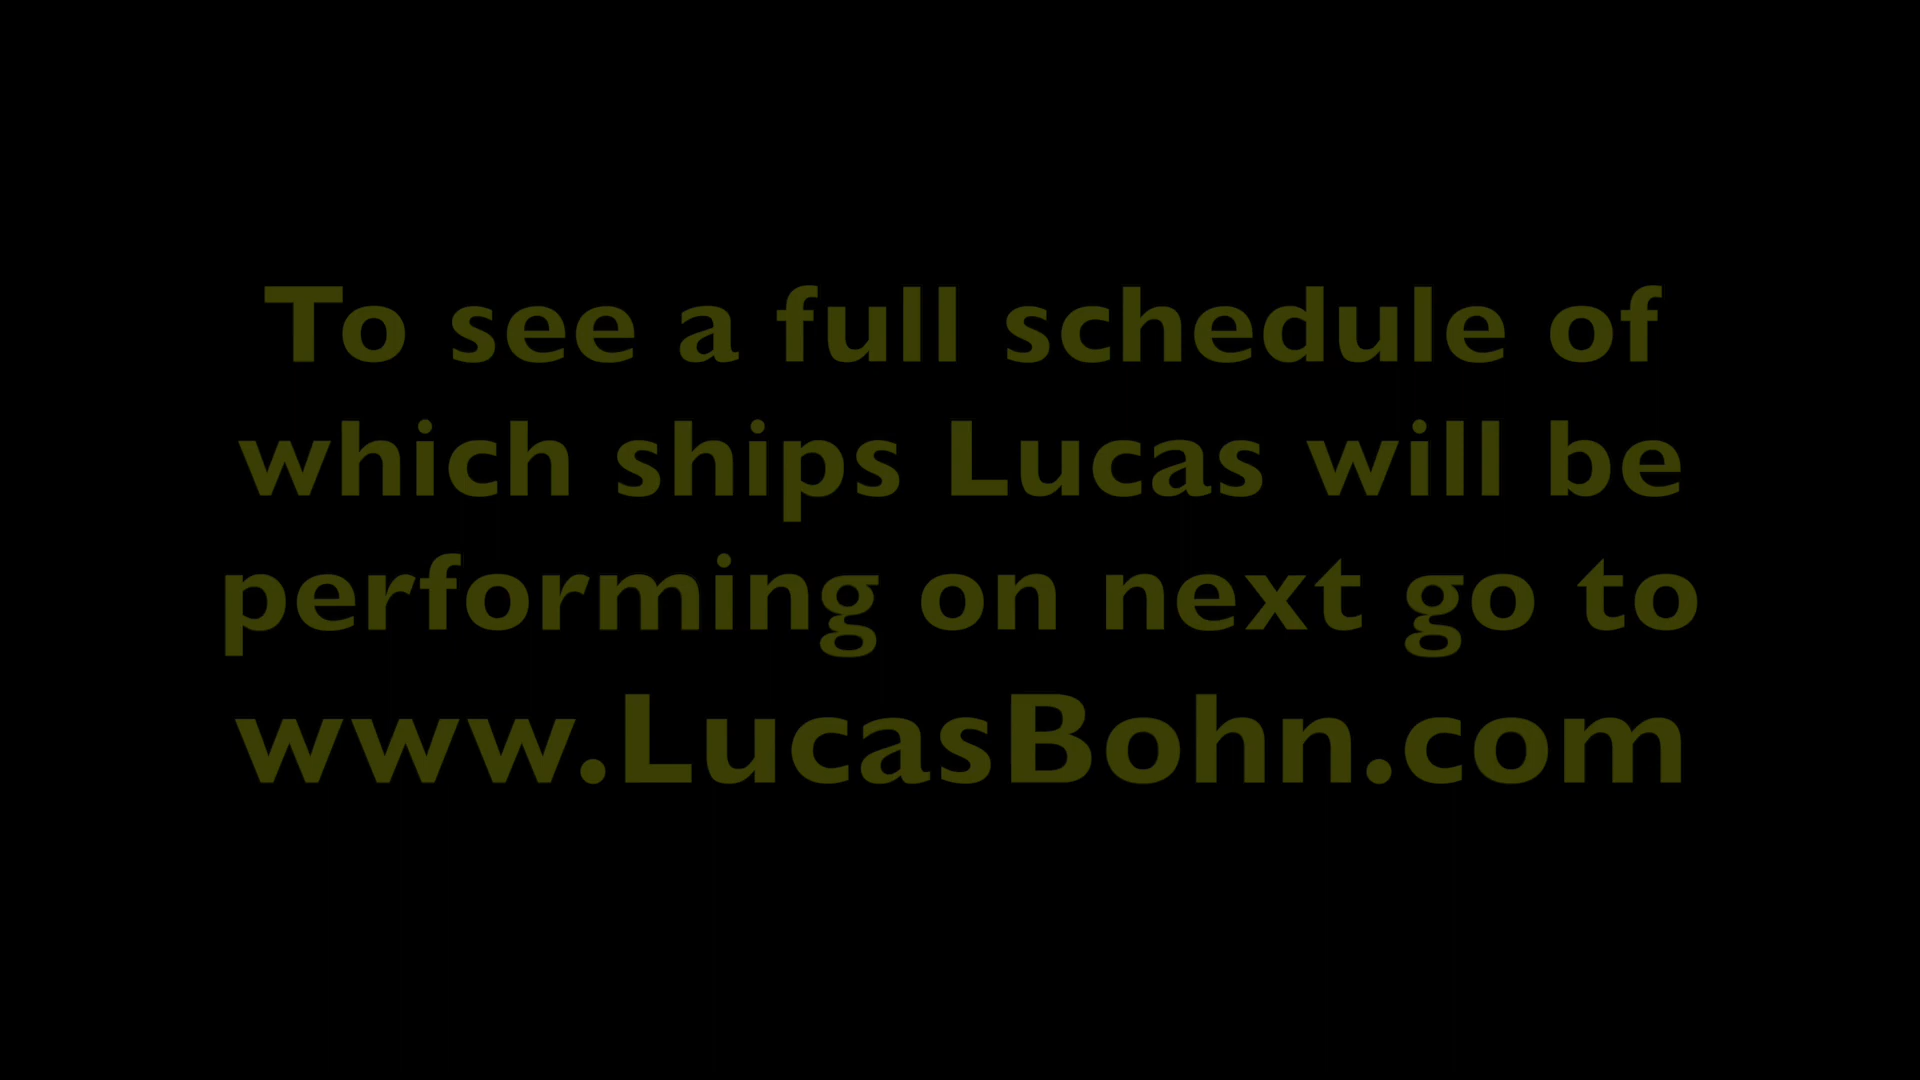 To see a full schedule of
which ships Lucas will be
performing on next go to
www.LucasBohn.com